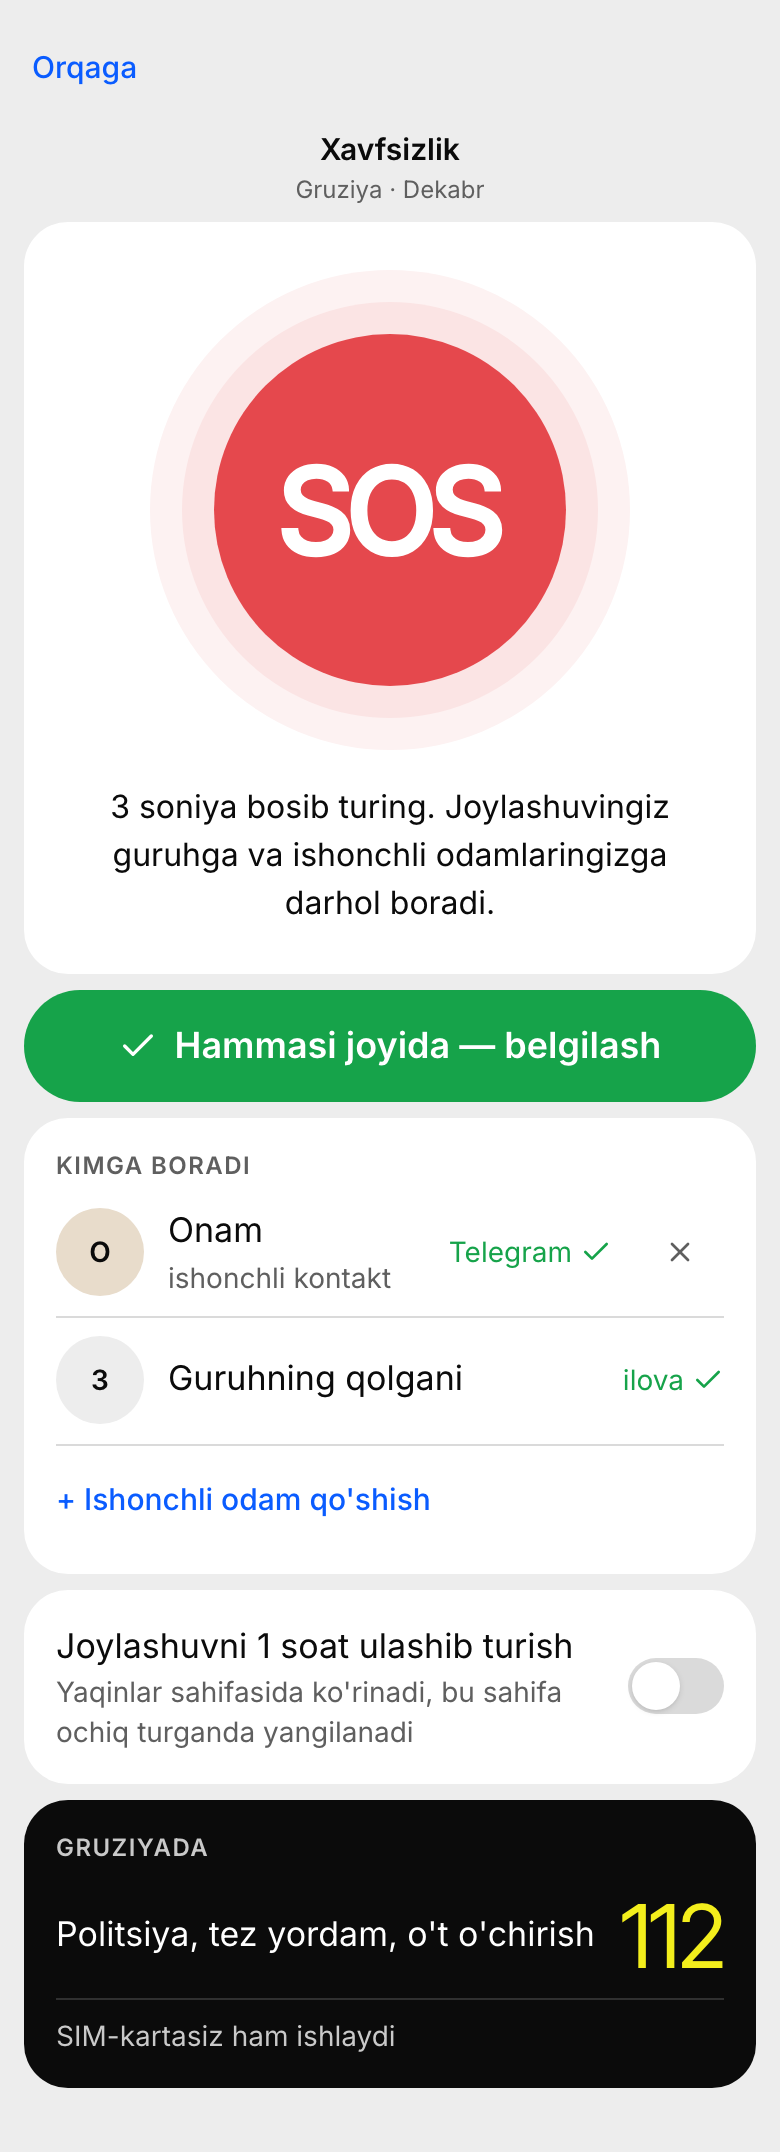 Orqaga
Xavfsizlik
Gruziya · Dekabr
SOS
3 soniya bosib turing. Joylashuvingiz
guruhga va ishonchli odamlaringizga
darhol boradi.
Hammasi joyida — belgilash
KIMGA BORADI
O
Onam
ishonchli kontakt
Telegram ✓
3
Guruhning qolgani
ilova ✓
+ Ishonchli odam qo'shish
Joylashuvni 1 soat ulashib turish
Yaqinlar sahifasida ko'rinadi, bu sahifa
ochiq turganda yangilanadi
GRUZIYADA
Politsiya, tez yordam, o't o'chirish 112
SIM-kartasiz ham ishlaydi